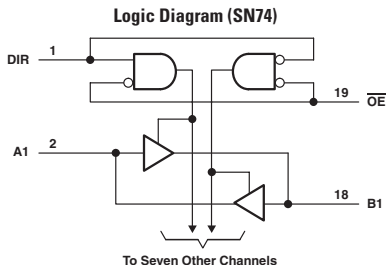 Logic Diagram (SN74)
DIR 1
19 OE
A1 2
18 B1
To Seven Other Channels